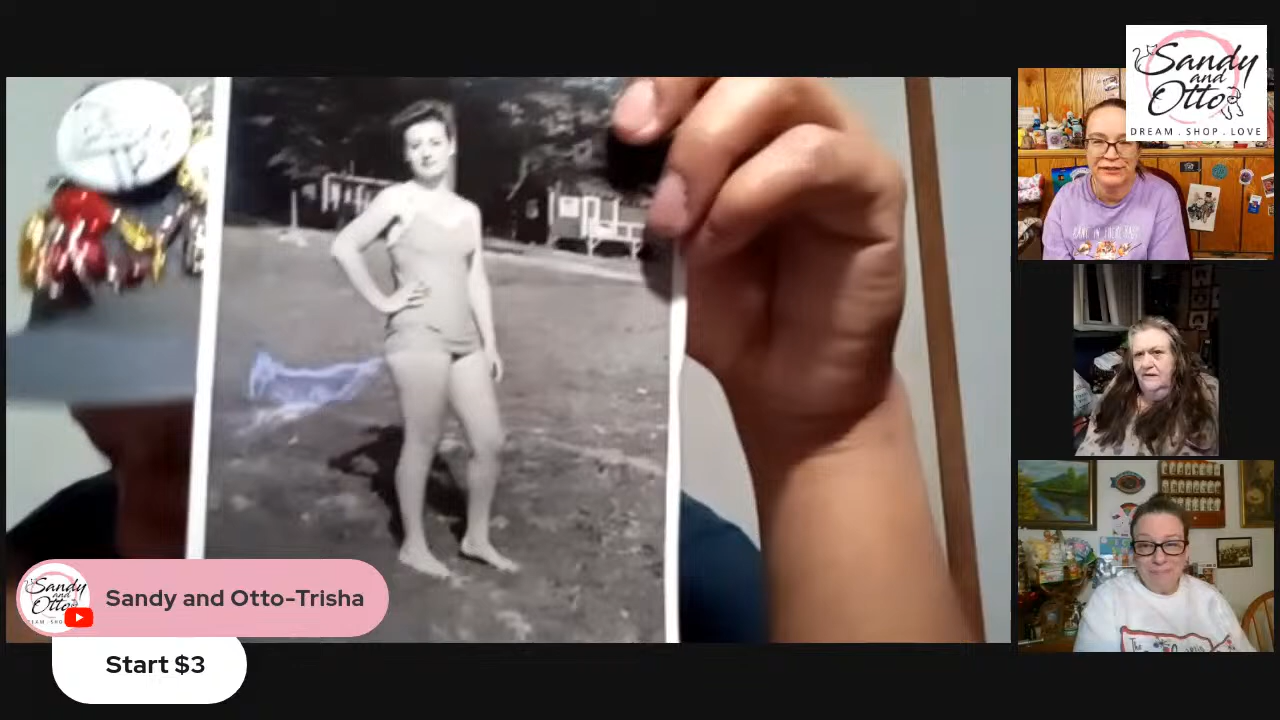 Sandy
and
Otto
DREAM . SHOP . LOVE
Sandy and Otto-Trisha
Start $3